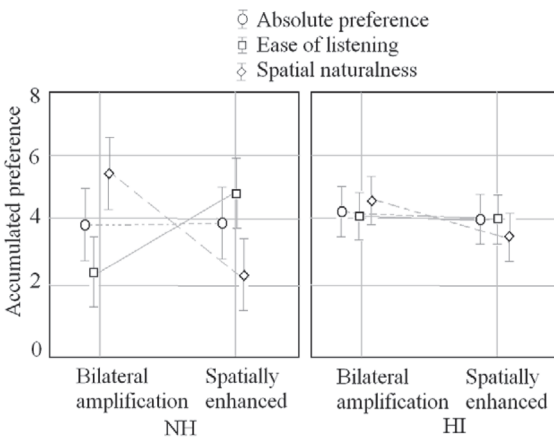 Absolute preference
Ease of listening
Spatial naturalness
Accumulated preference
8
6
4
2
0
Bilateral amplification
Spatially enhanced
NH
Bilateral amplification
Spatially enhanced
HI